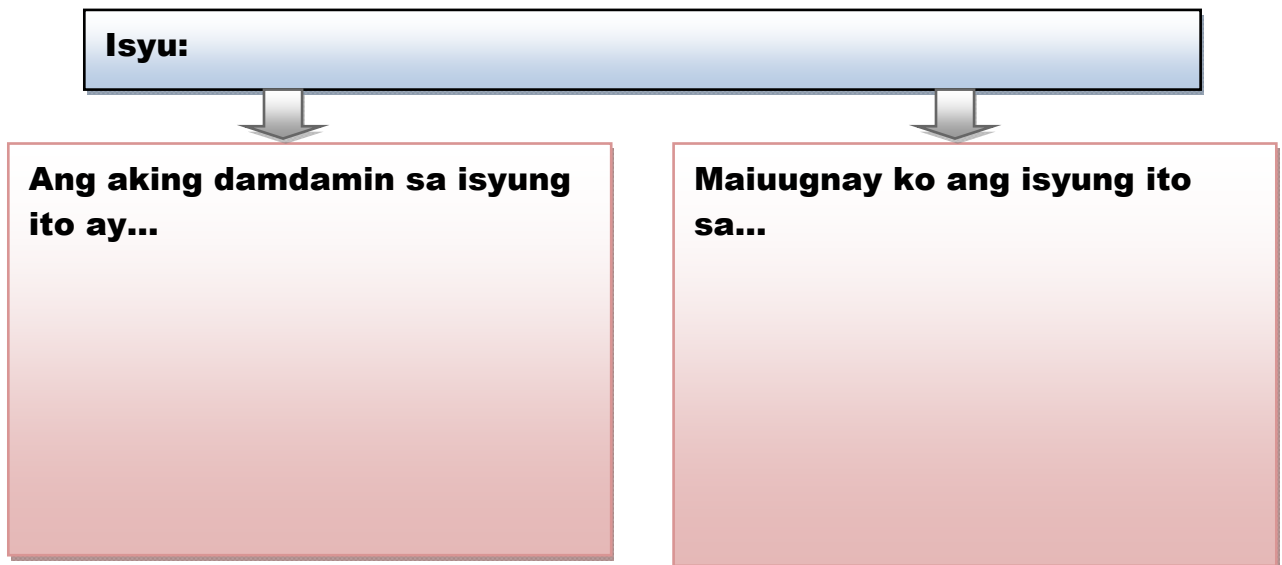 Isyu:
Ang aking damdamin sa isyung
ito ay...
Maiuugnay ko ang isyung ito
sa...